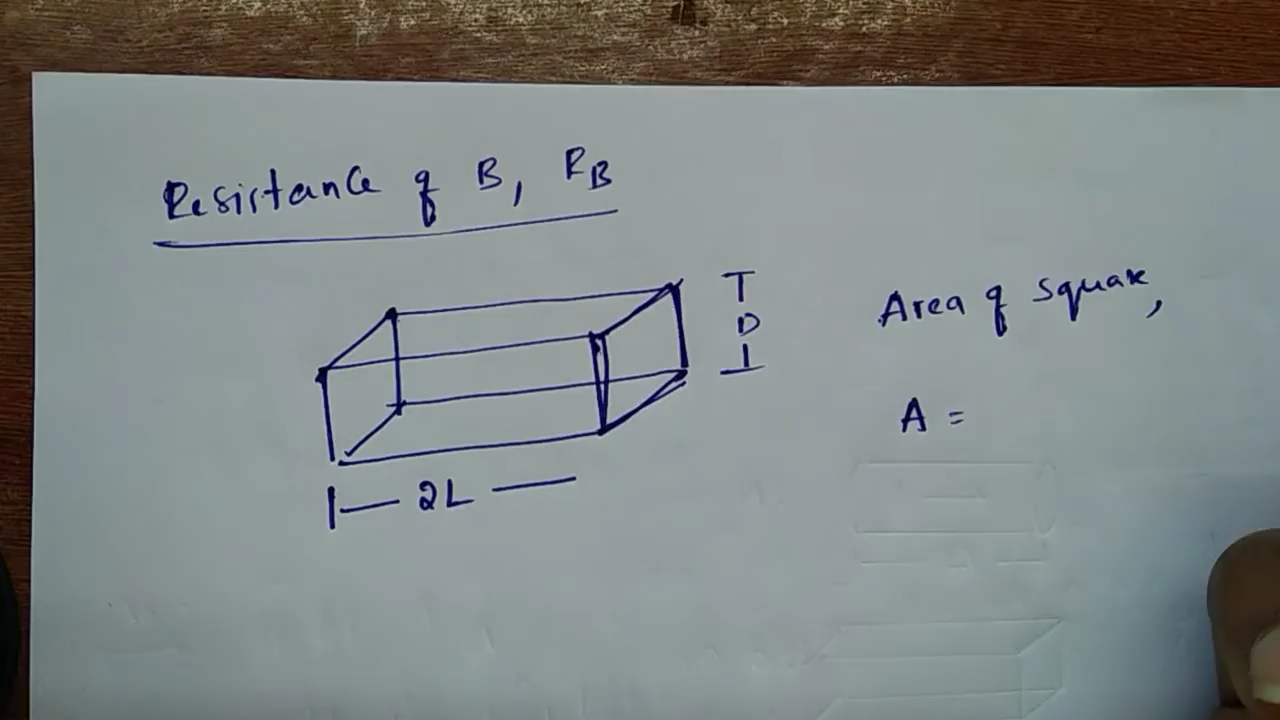 Resistance of B, RB
D
2L
Area of square,
A =